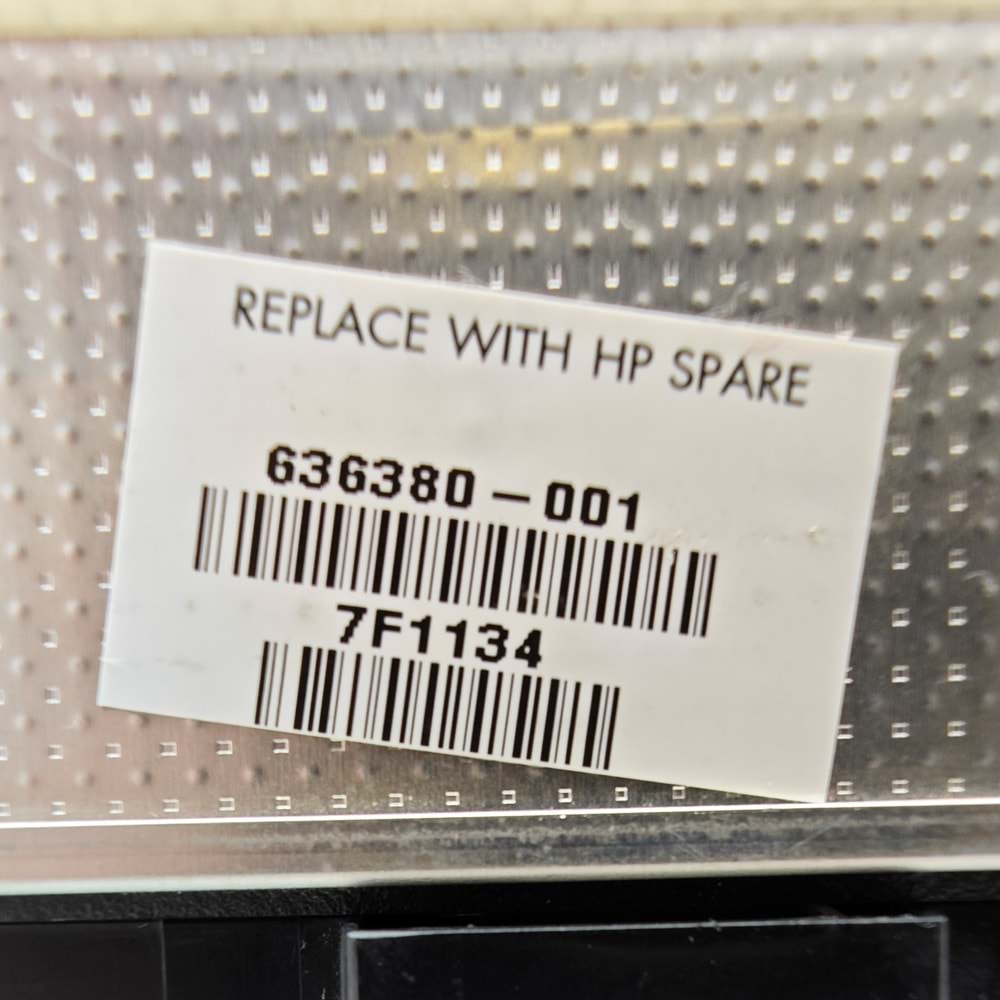 REPLACE WITH HP SPARE
636380-001
7F1134